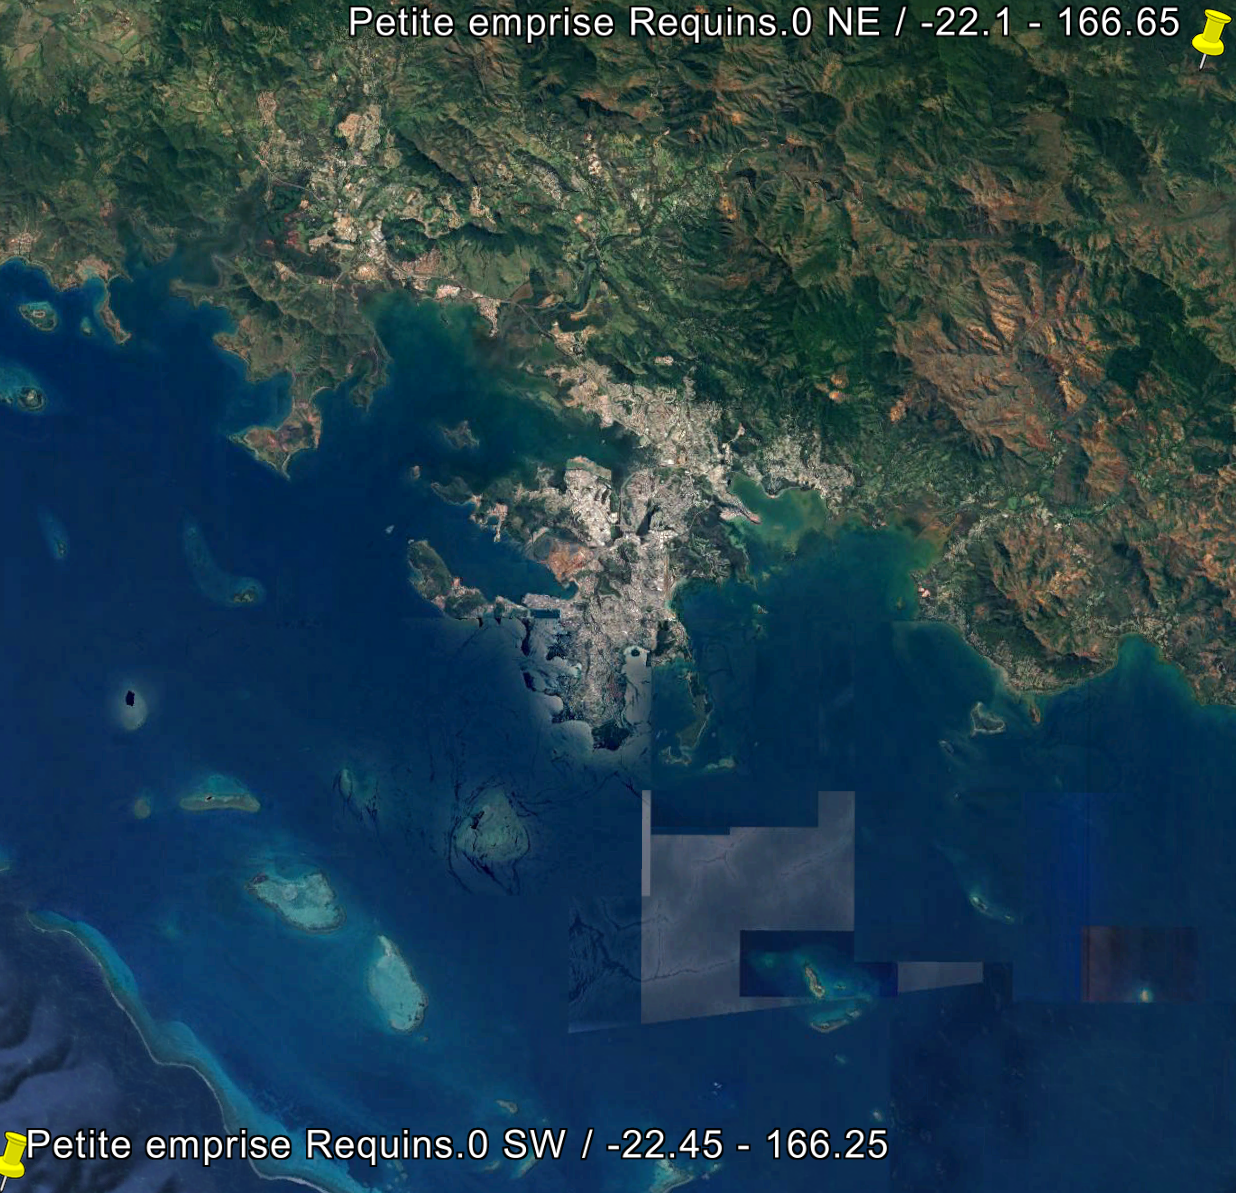 Petite emprise Requins.0 NE / -22.1 - 166.65
Petite emprise Requins.0 SW / -22.45 - 166.25